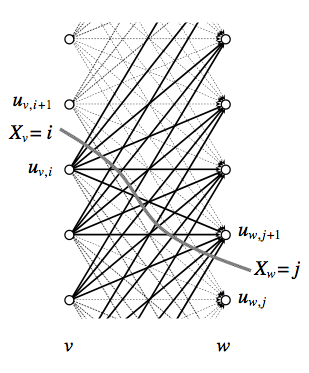 u_{v,i+1}
X_v = i
u_{v,i}
u_{w,j+1}
X_w = j
u_{w,j}
v w